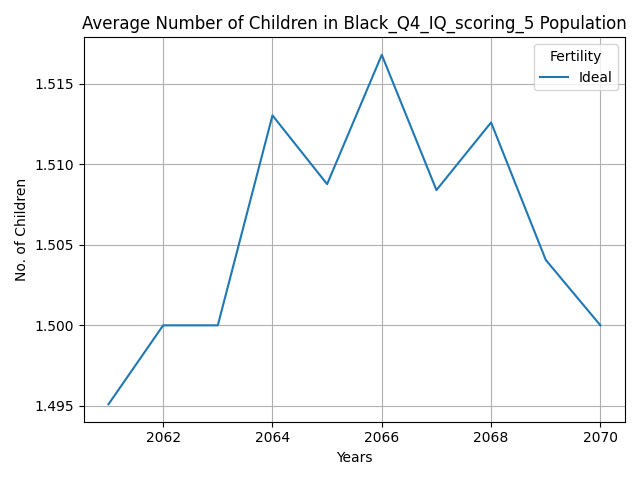 Average Number of Children in Black_Q4_IQ_scoring_5 Population
Fertility
Ideal
No. of Children
1.515
1.510
1.505
1.500
1.495
2062
2064
2066
2068
2070
Years